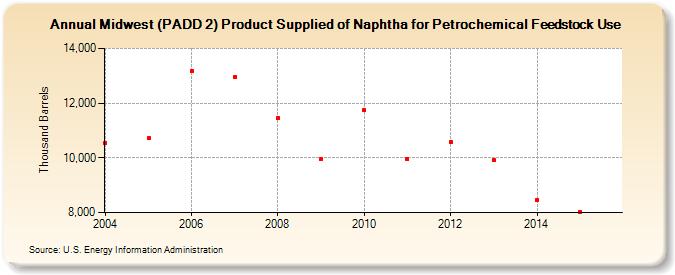 Annual Midwest (PADD 2) Product Supplied of Naphtha for Petrochemical Feedstock Use
Thousand Barrels
14,000
12,000
10,000
8,000
2004 2006 2008 2010 2012 2014
Source: U.S. Energy Information Administration